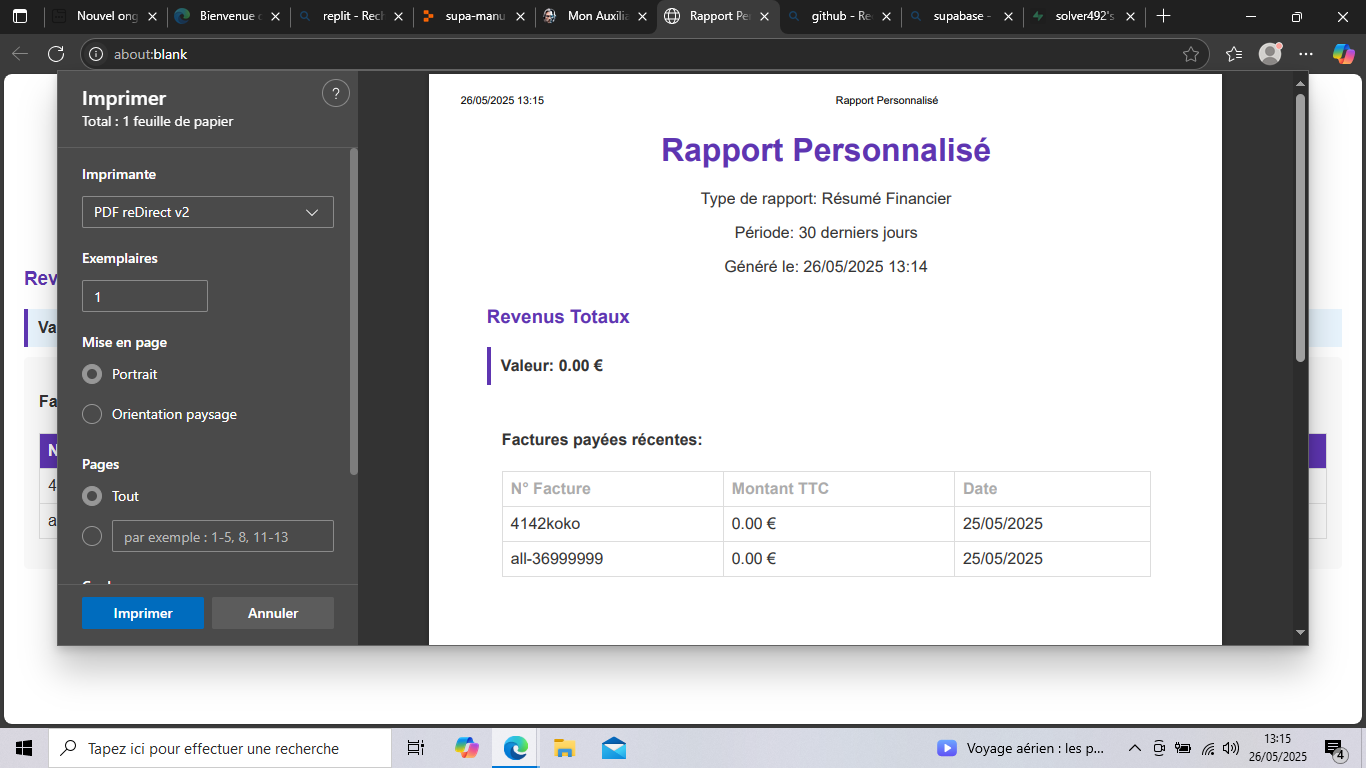 Nouvel ong
Bienvenue
replit - Rec
supa-manu
Mon Auxilia
Rapport Per
github - Re
supabase -
solver492's
about:blank
Imprimer
?
Total : 1 feuille de papier
Imprimante
PDF reDirect v2
Exemplaires
1
Mise en page
Portrait
Orientation paysage
Pages
Tout
par exemple : 1-5, 8, 11-13
Imprimer
Annuler
Rev
Va
Fa
N
4
a
26/05/2025 13:15
Rapport Personnalisé
Rapport Personnalisé
Type de rapport: Résumé Financier
Période: 30 derniers jours
Généré le: 26/05/2025 13:14
Revenus Totaux
Valeur: 0.00 €
Factures payées récentes:
N° Facture Montant TTC Date
4142koko 0.00 € 25/05/2025
all-36999999 0.00 € 25/05/2025
Tapez ici pour effectuer une recherche
Voyage aérien : les p...
13:15
26/05/2025
4